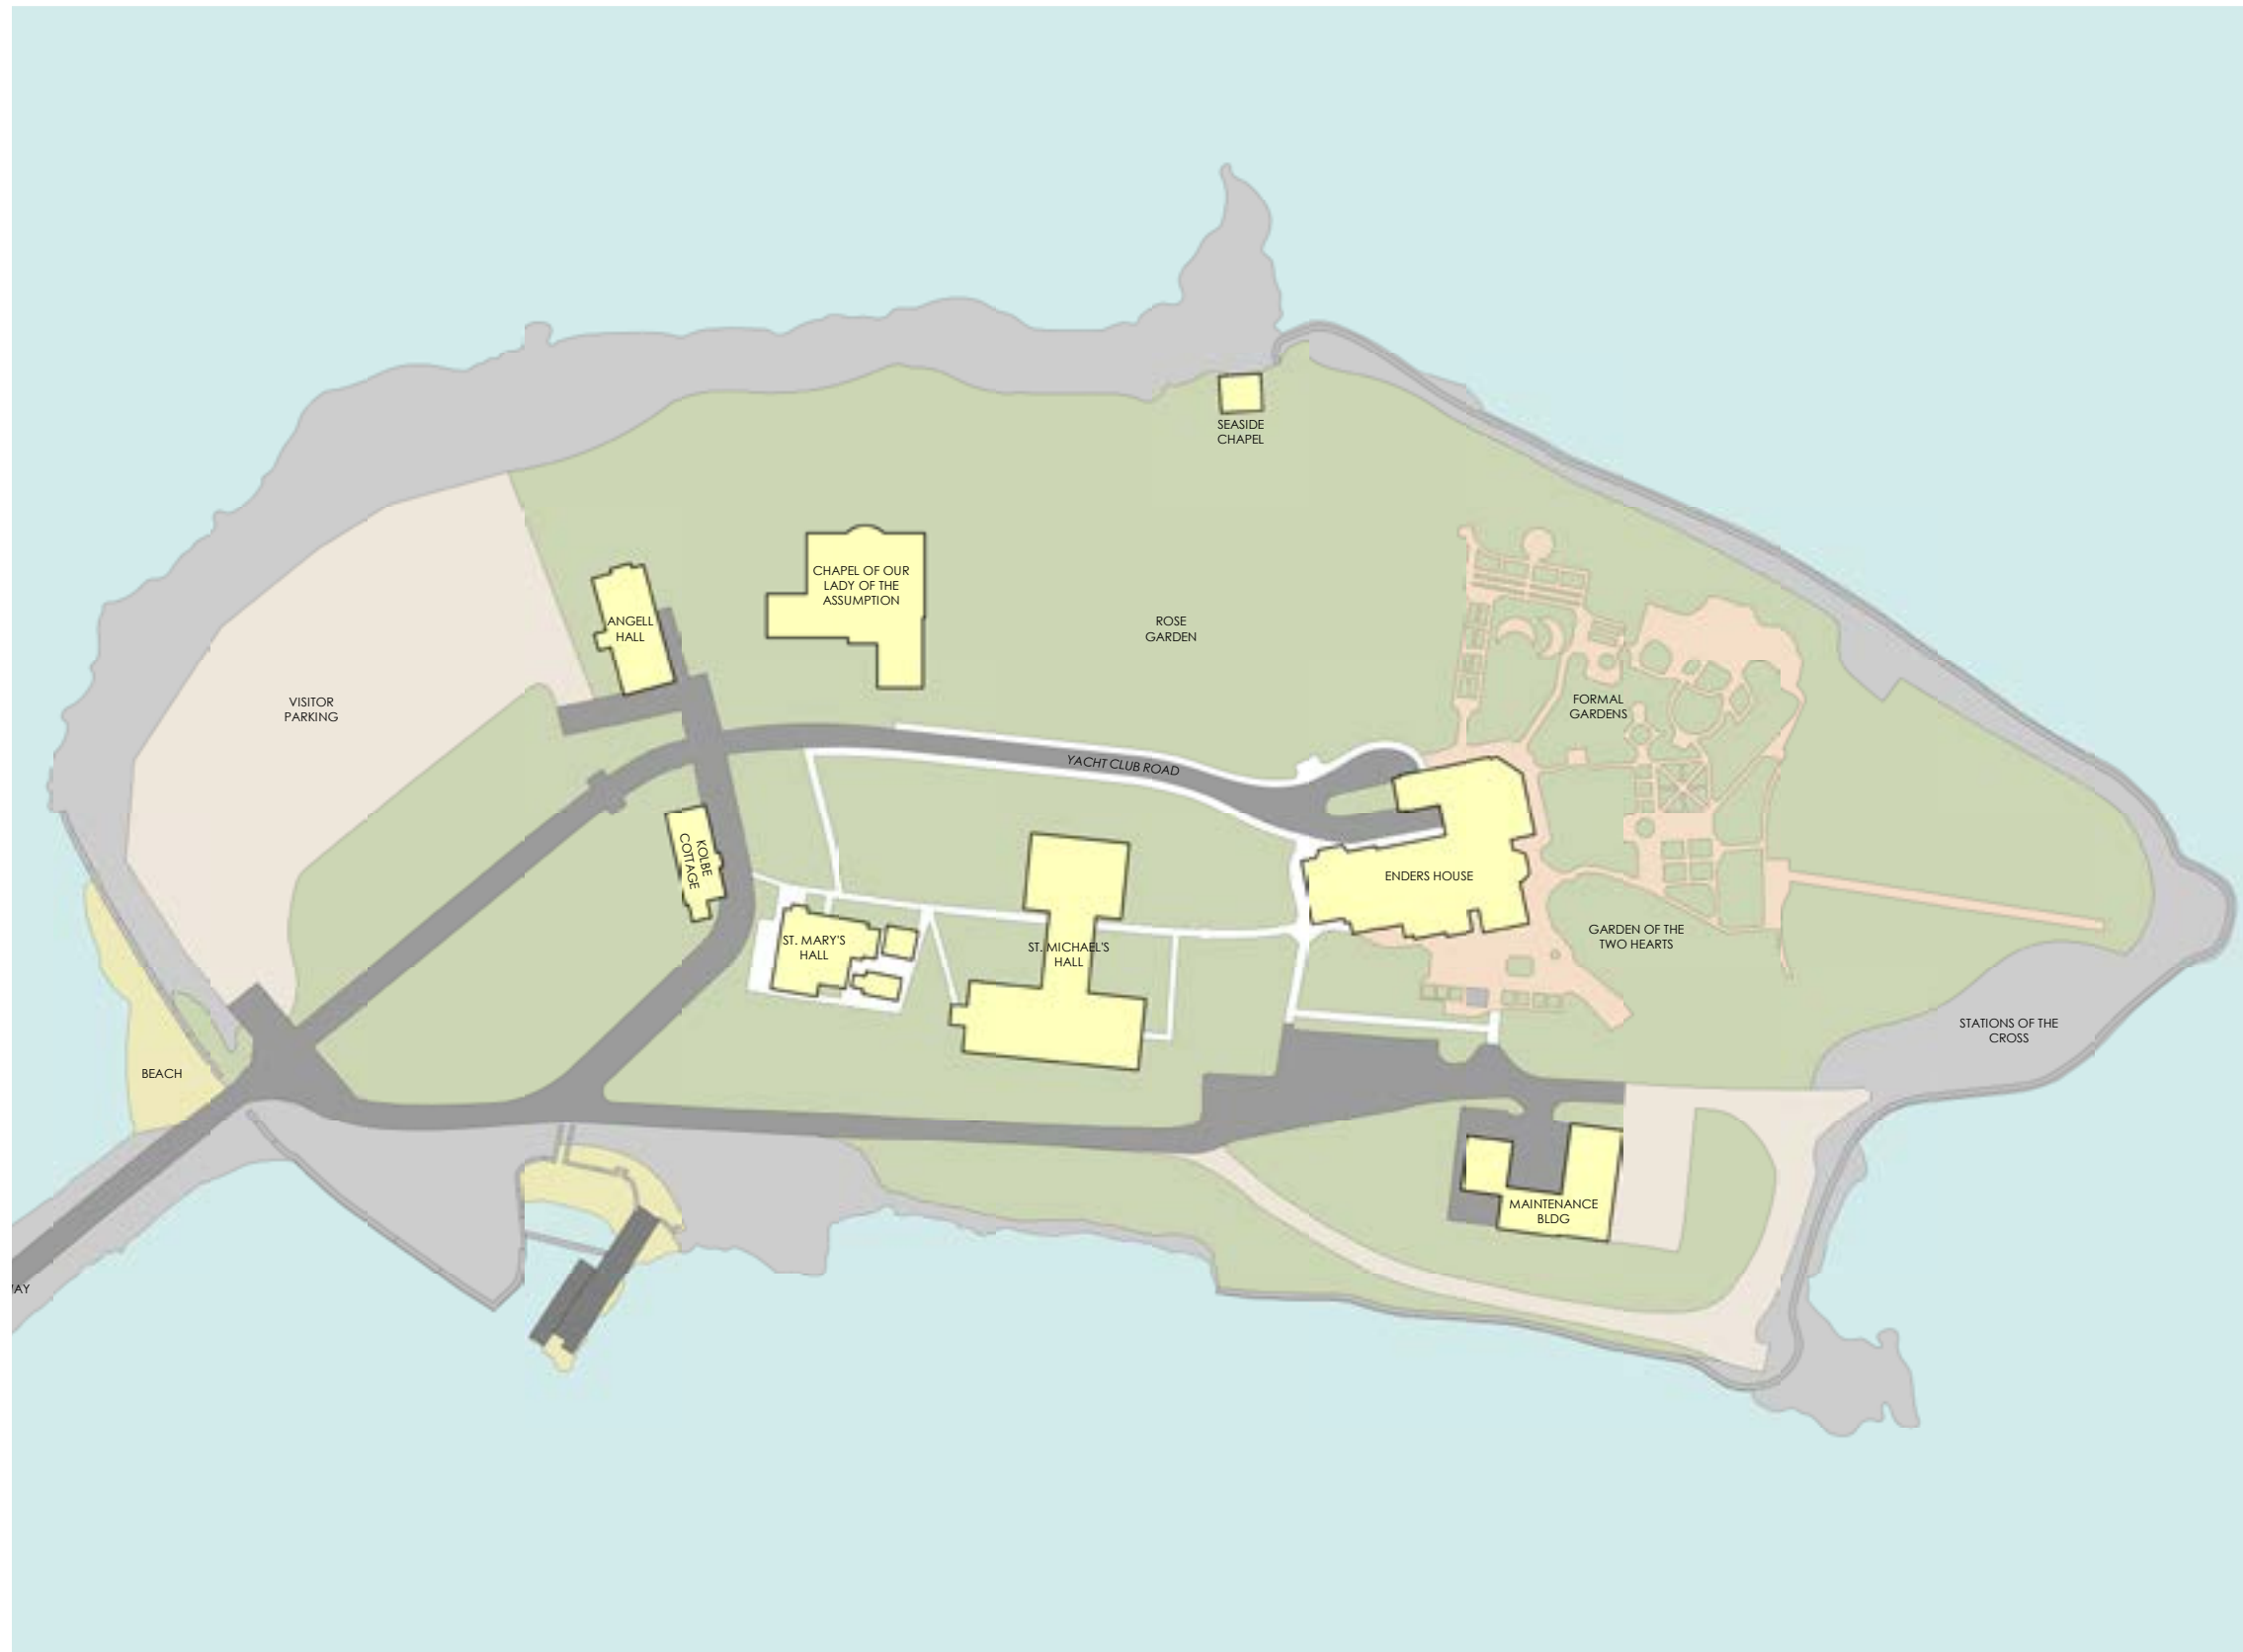 SEASIDE
CHAPEL
CHAPEL OF OUR
LADY OF THE
ASSUMPTION
ANGELL
HALL
ROSE
GARDEN
VISITOR
PARKING
FORMAL
GARDENS
YACHT CLUB ROAD
KOLBE
COTTAGE
ENDERS HOUSE
ST. MARY'S
HALL
ST. MICHAEL'S
HALL
GARDEN OF THE
TWO HEARTS
STATIONS OF THE
CROSS
BEACH
MAINTENANCE
BLDG